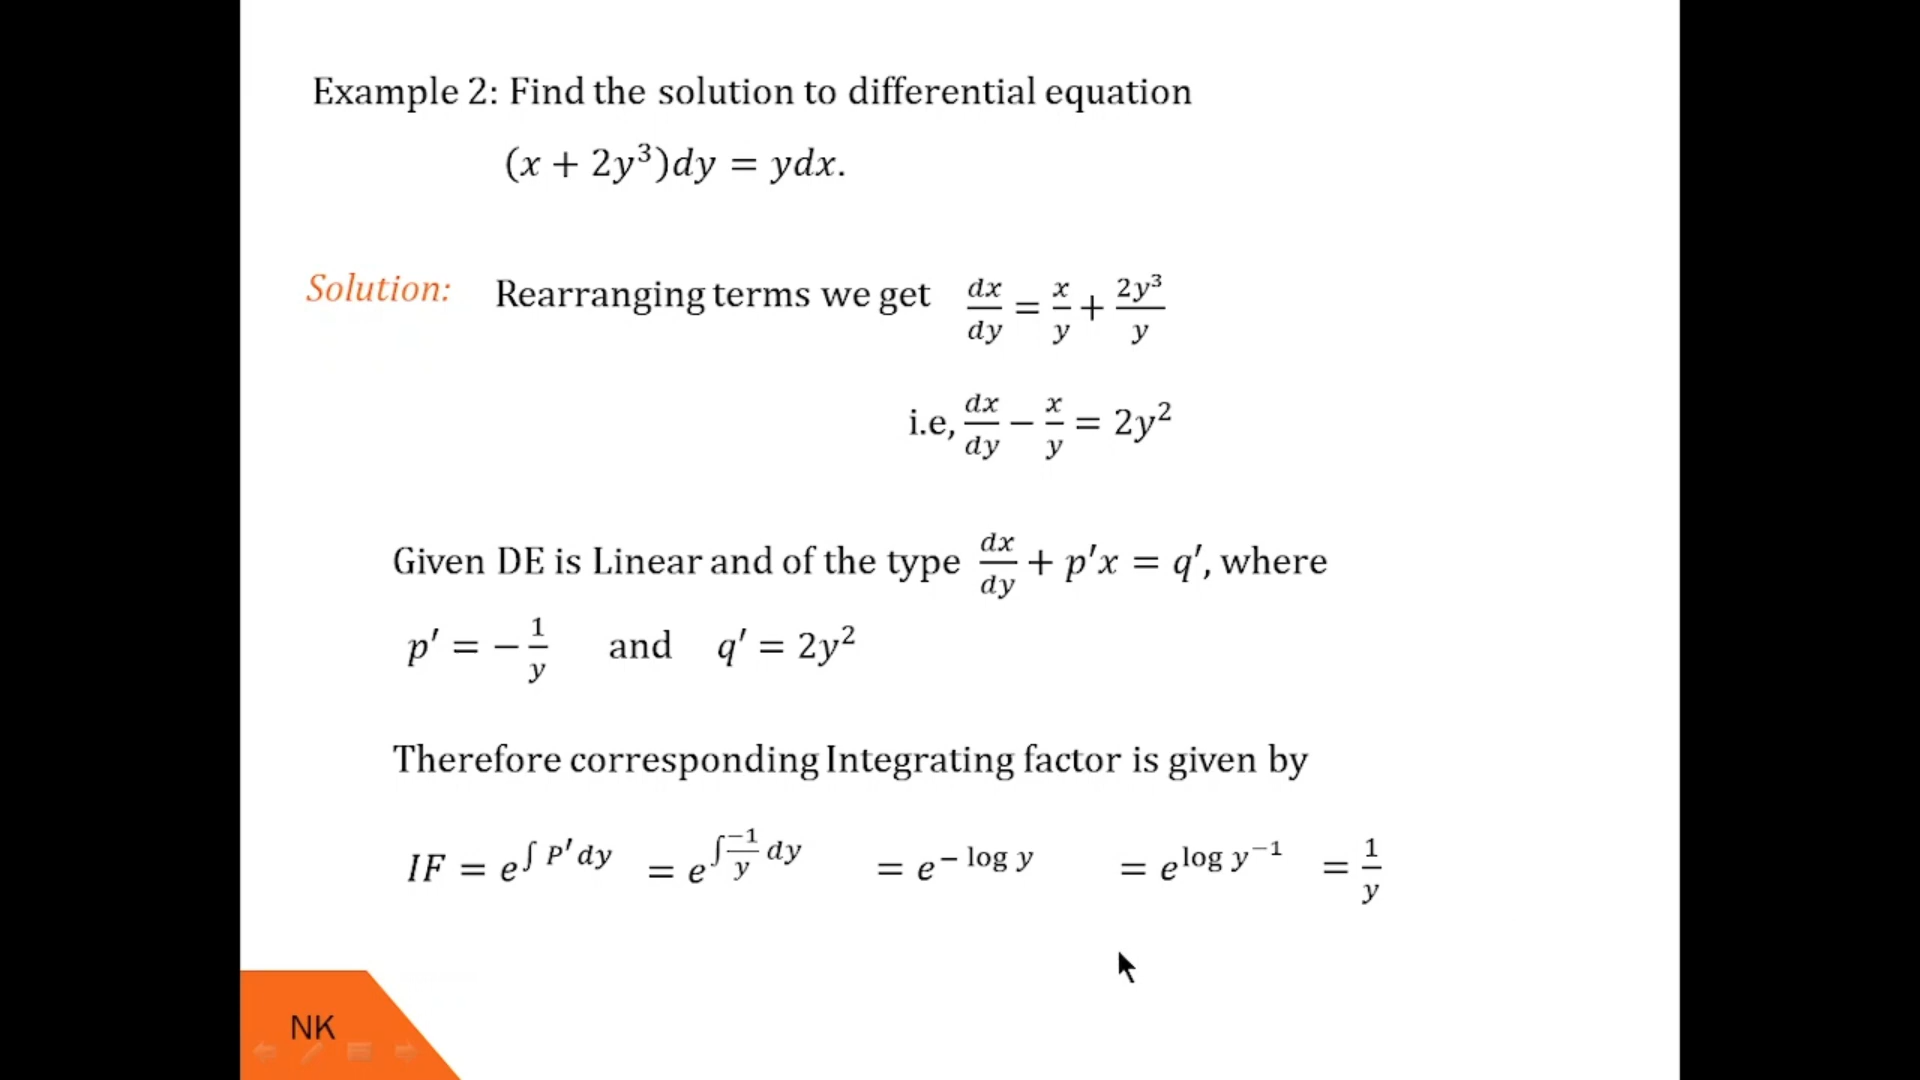 Example 2: Find the solution to differential equation
(x + 2y³)dy = ydx.
Solution: Rearranging terms we get dx/dy = x/y + 2y³/y
i.e, dx/dy − x/y = 2y²
Given DE is Linear and of the type dx/dy + p′x = q′, where
p′ = −1/y and q′ = 2y²
Therefore corresponding Integrating factor is given by
IF = e^{∫ P′dy} = e^{∫ −1/y dy} = e^{− log y} = e^{log y⁻¹} = 1/y
NK